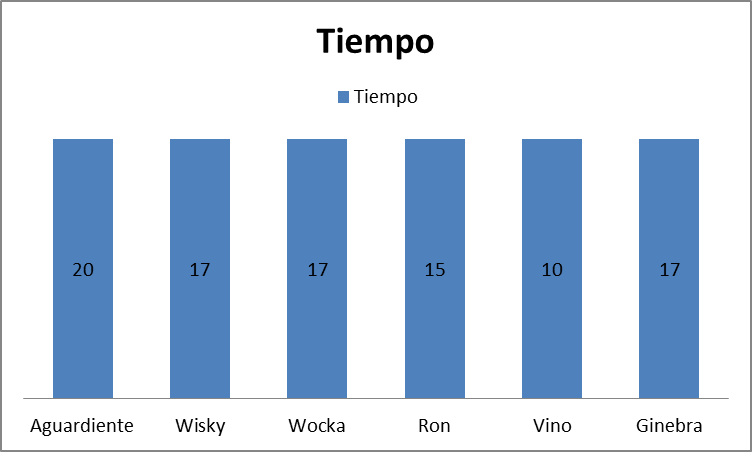 Tiempo
Tiempo
20 17 17 15 10 17
Aguardiente Wisky Wocka Ron Vino Ginebra